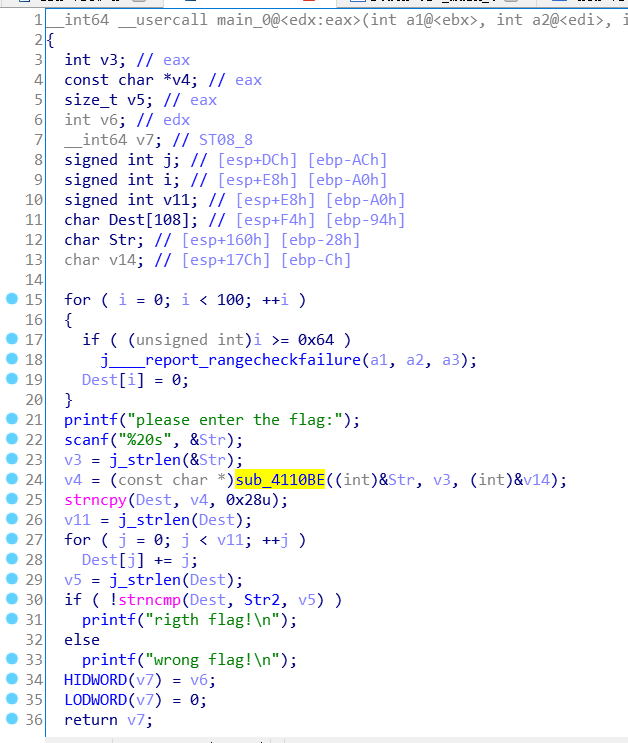 1 __int64 __usercall main_0@<edx:eax>(int a1@<ebx>, int a2@<edi>, i
2 {
3 int v3; // eax
4 const char *v4; // eax
5 size_t v5; // eax
6 int v6; // edx
7 __int64 v7; // ST08_8
8 signed int j; // [esp+DCh] [ebp-ACh]
9 signed int i; // [esp+E8h] [ebp-A0h]
10 signed int v11; // [esp+E8h] [ebp-A0h]
11 char Dest[108]; // [esp+F4h] [ebp-94h]
12 char Str; // [esp+160h] [ebp-28h]
13 char v14; // [esp+17Ch] [ebp-Ch]
14
15 for ( i = 0; i < 100; ++i )
16 {
17 if ( (unsigned int)i >= 0x64 )
18 j____report_rangecheckfailure(a1, a2, a3);
19 Dest[i] = 0;
20 }
21 printf("please enter the flag:");
22 scanf("%20s", &Str);
23 v3 = j_strlen(&Str);
24 v4 = (const char *)sub_4110BE((int)&Str, v3, (int)&v14);
25 strncpy(Dest, v4, 0x28u);
26 v11 = j_strlen(Dest);
27 for ( j = 0; j < v11; ++j )
28 Dest[j] += j;
29 v5 = j_strlen(Dest);
30 if ( !strncmp(Dest, Str2, v5) )
31 printf("rigth flag!\n");
32 else
33 printf("wrong flag!\n");
34 HIDWORD(v7) = v6;
35 LODWORD(v7) = 0;
36 return v7;